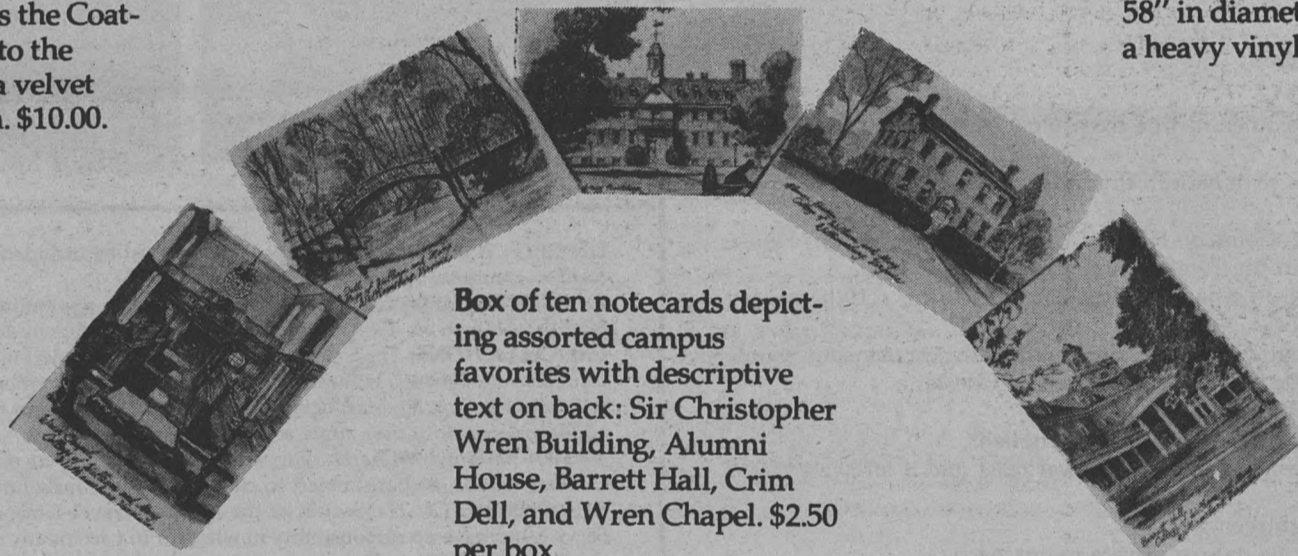 s the Coat-
to the
a velvet
. $10.00.
58" in diamet
a heavy vinyl
Box of ten notecards depict-
ing assorted campus
favorites with descriptive
text on back: Sir Christopher
Wren Building, Alumni
House, Barrett Hall, Crim
Dell, and Wren Chapel. $2.50
per box.